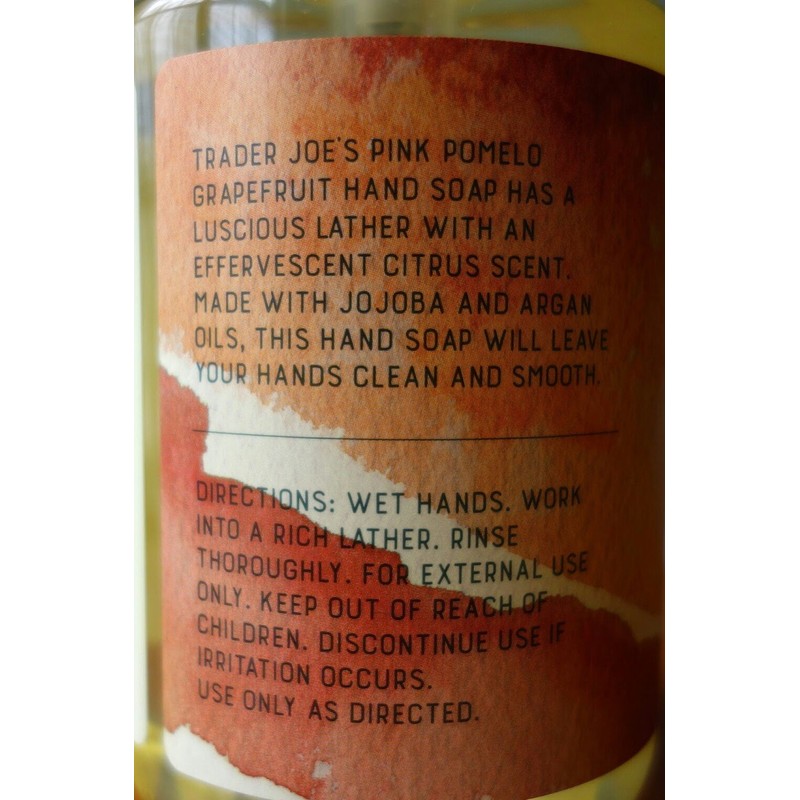 TRADER JOE'S PINK POMELO
GRAPEFRUIT HAND SOAP HAS A
LUSCIOUS LATHER WITH AN
EFFERVESCENT CITRUS SCENT.
MADE WITH JOJOBA AND ARGAN
OILS, THIS HAND SOAP WILL LEAVE
YOUR HANDS CLEAN AND SMOOTH.
DIRECTIONS: WET HANDS. WORK
INTO A RICH LATHER. RINSE
THOROUGHLY. FOR EXTERNAL USE
ONLY. KEEP OUT OF REACH OF
CHILDREN. DISCONTINUE USE IF
IRRITATION OCCURS.
USE ONLY AS DIRECTED.